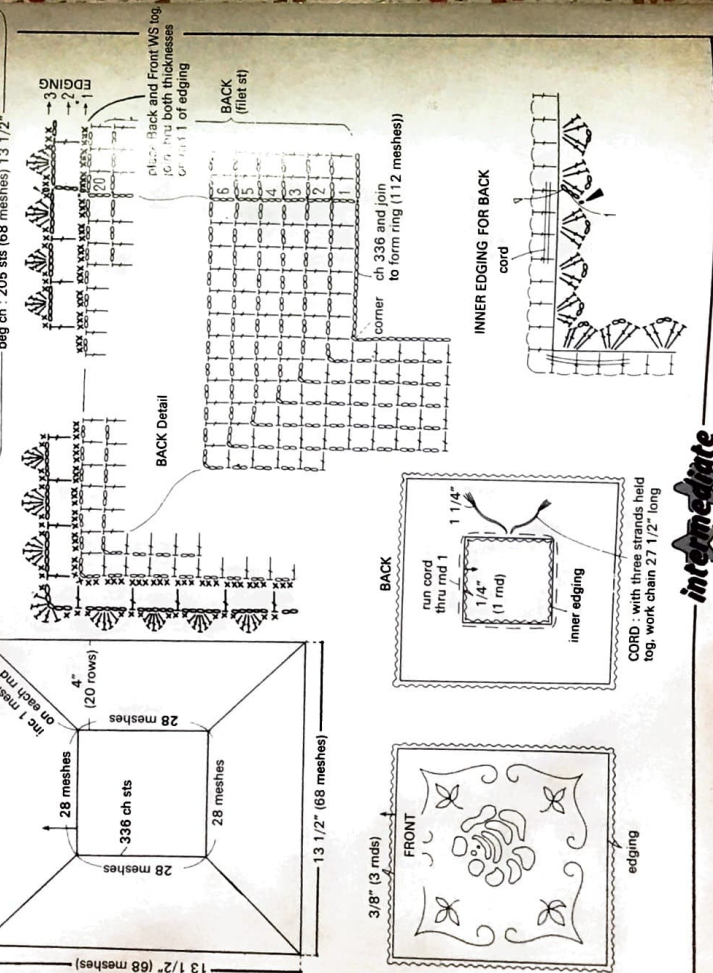 beg ch : 205 sts (68 meshes) 13 1/2"
EDGING
3
2
1
place Back and Front WS tog,
join thru both thicknesses
1 of edging
BACK
(filet st)
20
6
5
4
3
2
1
ch 336 and join
to form ring (112 meshes))
corner
BACK Detail
INNER EDGING FOR BACK
cord
inc 1
on each rnd
4"
(20 rows)
28 meshes
28 meshes
336 ch sts
28 meshes
28 meshes
13 1/2" (68 meshes)
13 1/2" (68 meshes)
BACK
run cord
thru rnd 1
1 1/4"
1/4"
(1 rnd)
inner edging
CORD : with three strands held
tog, work chain 27 1/2" long
3/8" (3 rnds)
FRONT
edging
intermediate